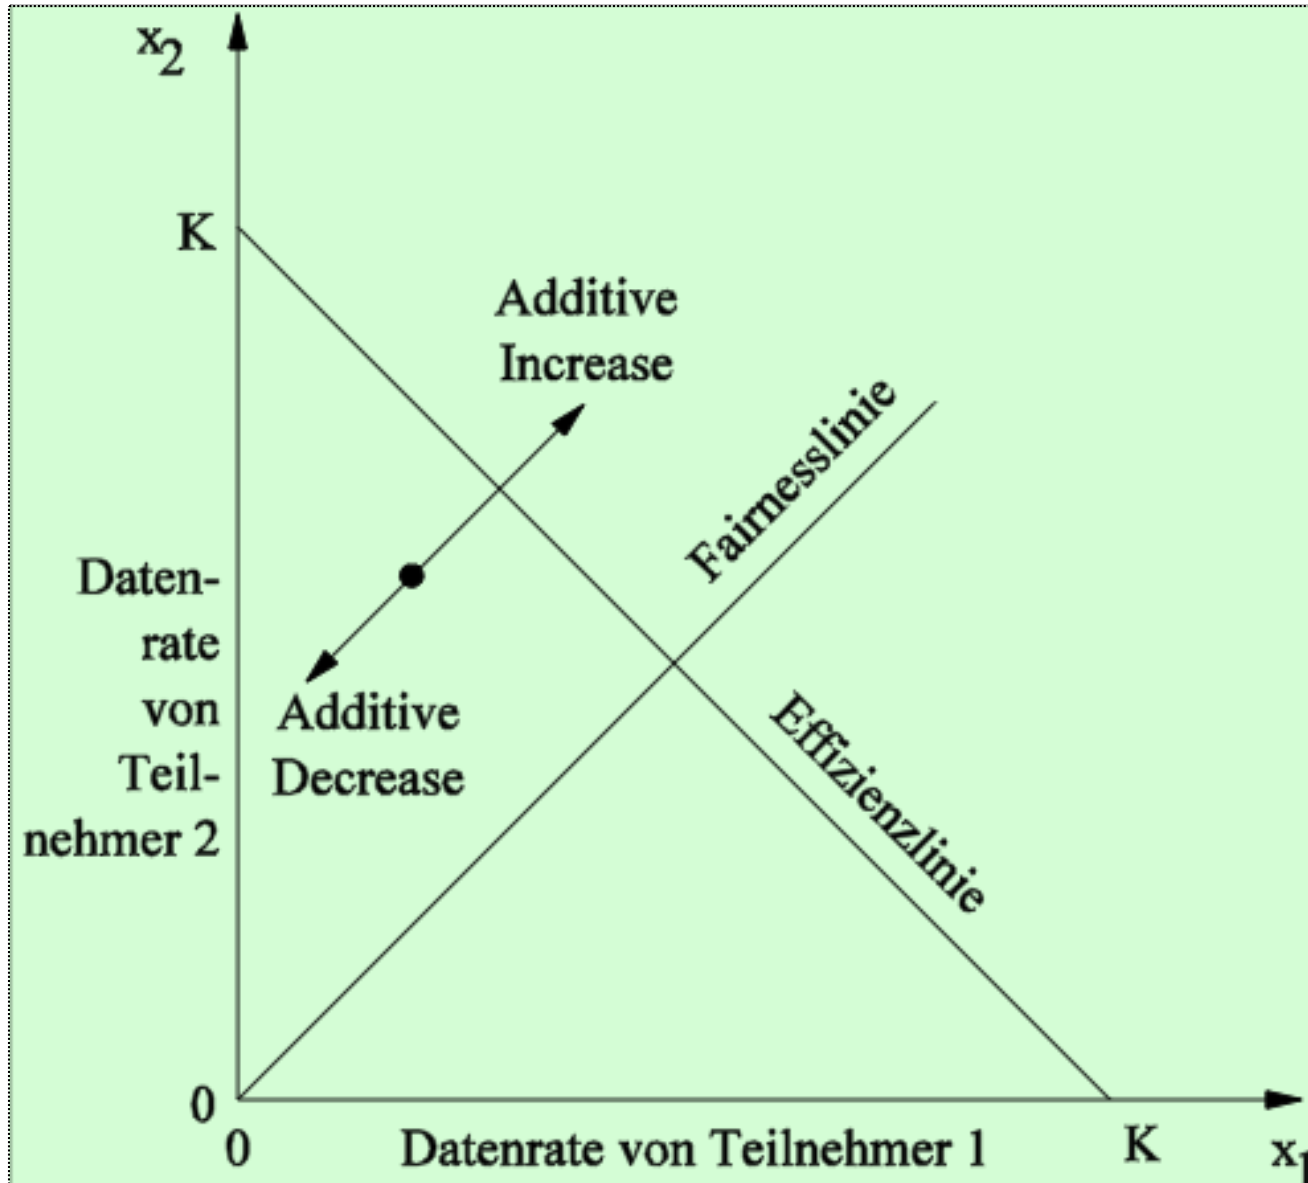 x2
K
Additive
Increase
Fairnesslinie
Daten-
rate
von
Teil-
nehmer 2
Additive
Decrease
Effizienzlinie
0
0
Datenrate von Teilnehmer 1
K
x1